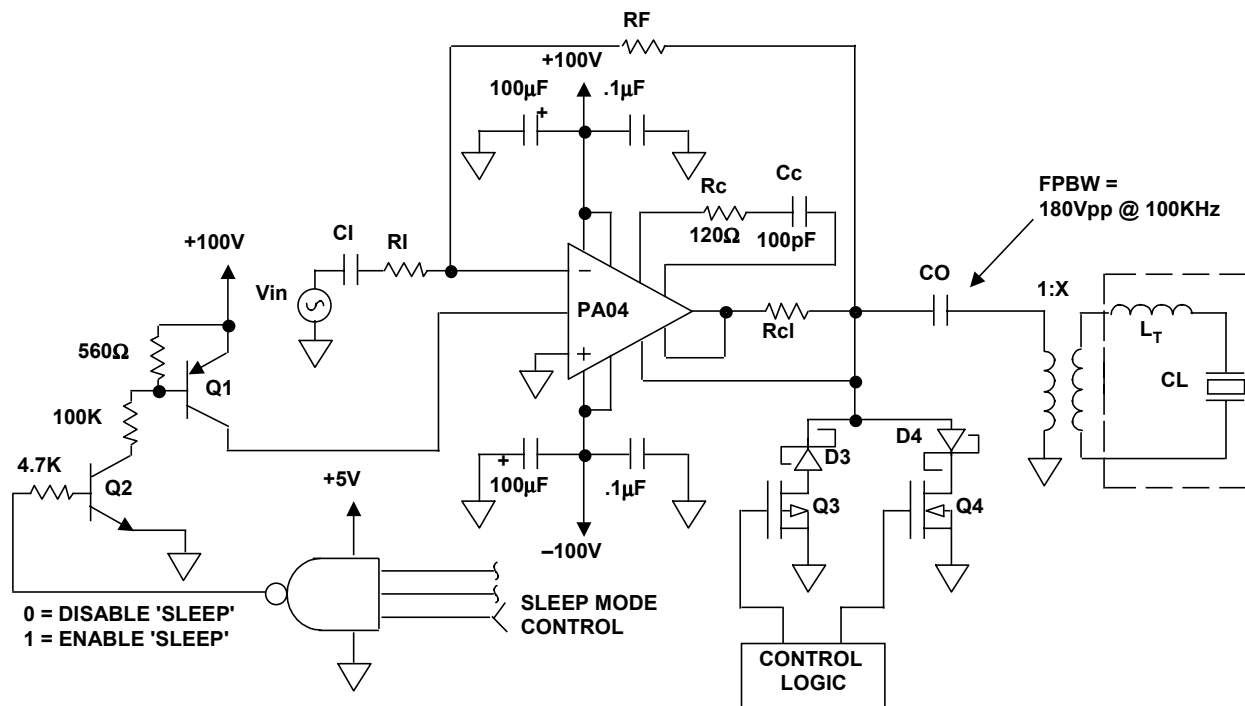 RF
+100V
100µF
.1µF
+
Rc
Cc
120Ω
100pF
FPBW =
180Vpp @ 100KHz
+100V
CI
RI
Vin
−
PA04
+
Rcl
CO
1:X
LT
CL
560Ω
Q1
100K
4.7K
Q2
+
100µF
.1µF
−100V
+5V
D3
D4
Q3
Q4
0 = DISABLE 'SLEEP'
1 = ENABLE 'SLEEP'
SLEEP MODE
CONTROL
CONTROL
LOGIC